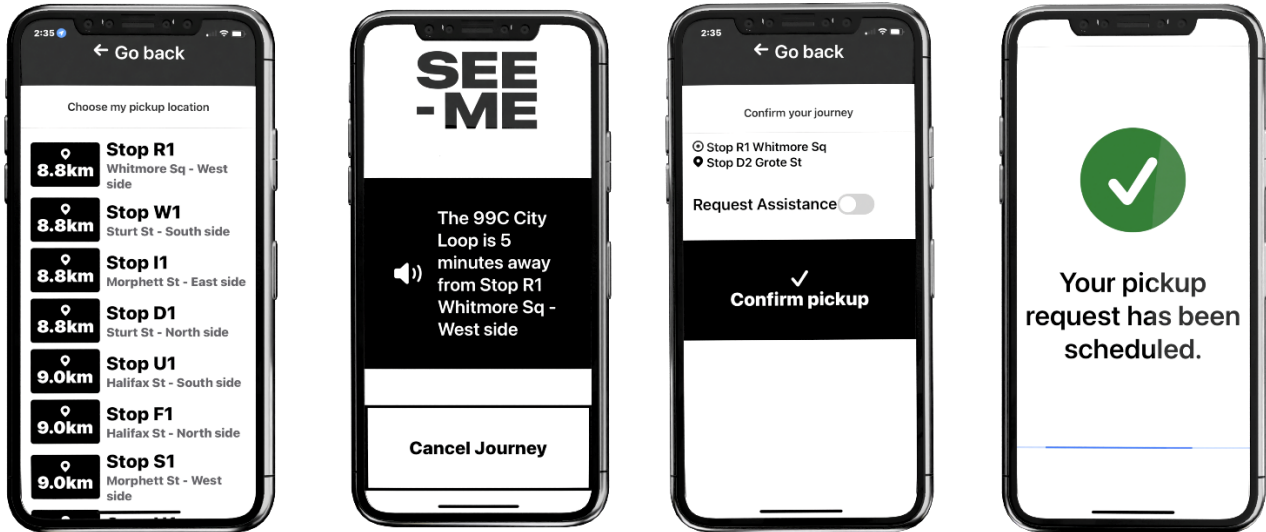 2:35
← Go back
Choose my pickup location
8.8km
Stop R1
Whitmore Sq - West
side
8.8km
Stop W1
Sturt St - South side
8.8km
Stop I1
Morphett St - East side
8.8km
Stop D1
Sturt St - North side
9.0km
Stop U1
Halifax St - South side
9.0km
Stop F1
Halifax St - North side
9.0km
Stop S1
Morphett St - West
side
SEE
-ME
The 99C City
Loop is 5
minutes away
from Stop R1
Whitmore Sq -
West side
Cancel Journey
2:35
← Go back
Confirm your journey
Stop R1 Whitmore Sq
Stop D2 Grote St
Request Assistance
Confirm pickup
Your pickup
request has been
scheduled.